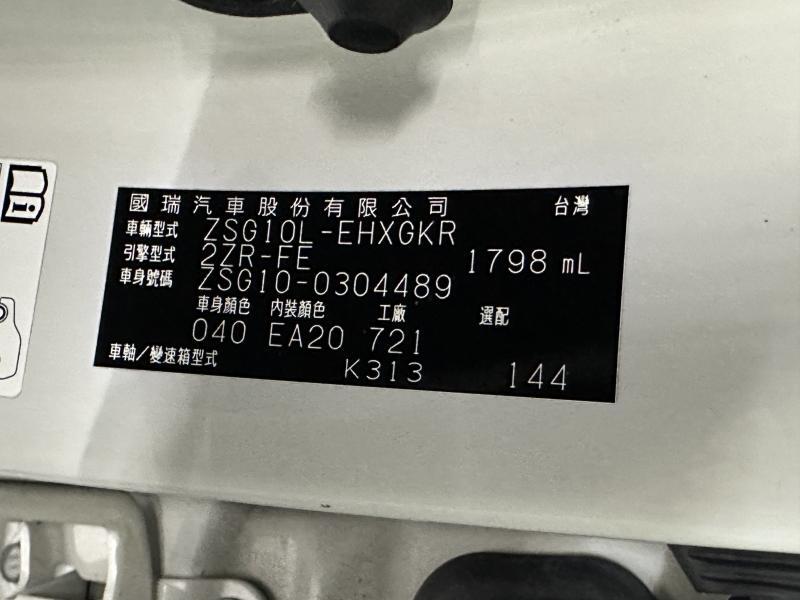 國瑞汽車股份有限公司 台灣
車輛型式 ZSG10L-EHXGKR
引擎型式 2ZR-FE 1798 mL
車身號碼 ZSG10-0304489
車身顏色 內裝顏色 工廠 選配
040 EA20 721
車軸/變速箱型式 K313 144